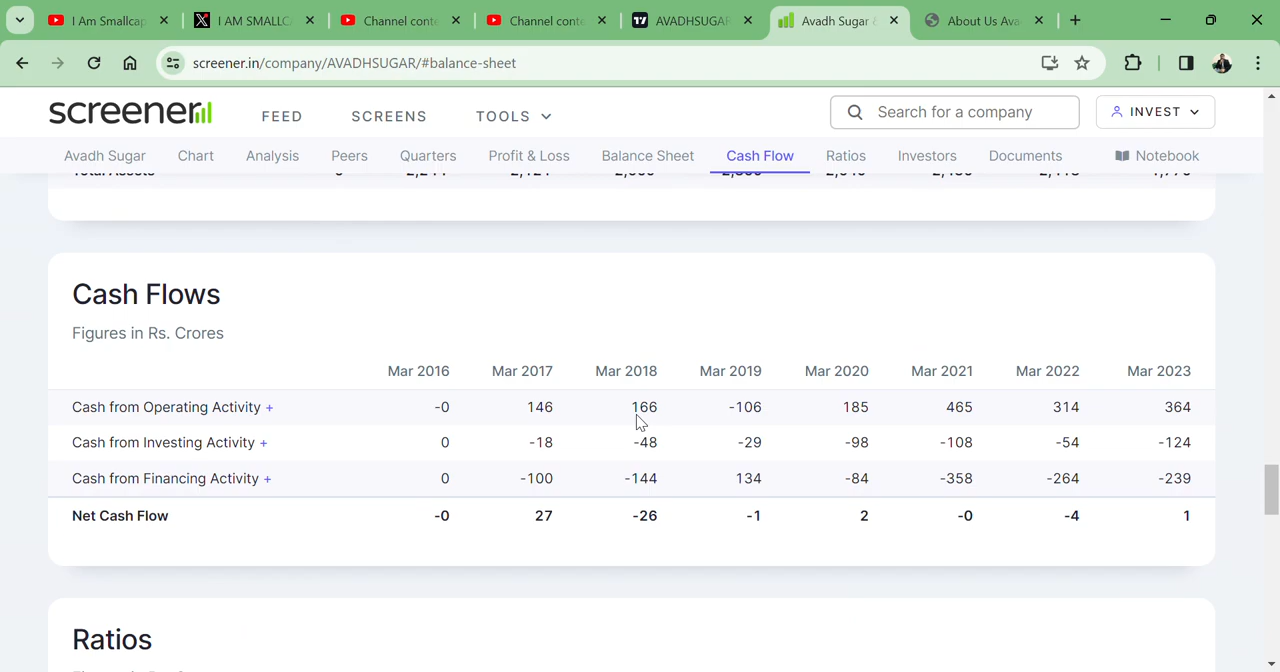 I Am Smallcap
I AM SMALLC
Channel conte
Channel conte
AVADHSUGAR
Avadh Sugar &
About Us Ava
screener.in/company/AVADHSUGAR/#balance-sheet
screener
FEED
SCREENS
TOOLS
Search for a company
INVEST
Avadh Sugar Chart Analysis Peers Quarters Profit & Loss Balance Sheet Cash Flow Ratios Investors Documents Notebook
Total Assets
Cash Flows
Figures in Rs. Crores
Mar 2016 Mar 2017 Mar 2018 Mar 2019 Mar 2020 Mar 2021 Mar 2022 Mar 2023
Cash from Operating Activity + -0 146 166 -106 185 465 314 364
Cash from Investing Activity + 0 -18 -48 -29 -98 -108 -54 -124
Cash from Financing Activity + 0 -100 -144 134 -84 -358 -264 -239
Net Cash Flow -0 27 -26 -1 2 -0 -4 1
Ratios